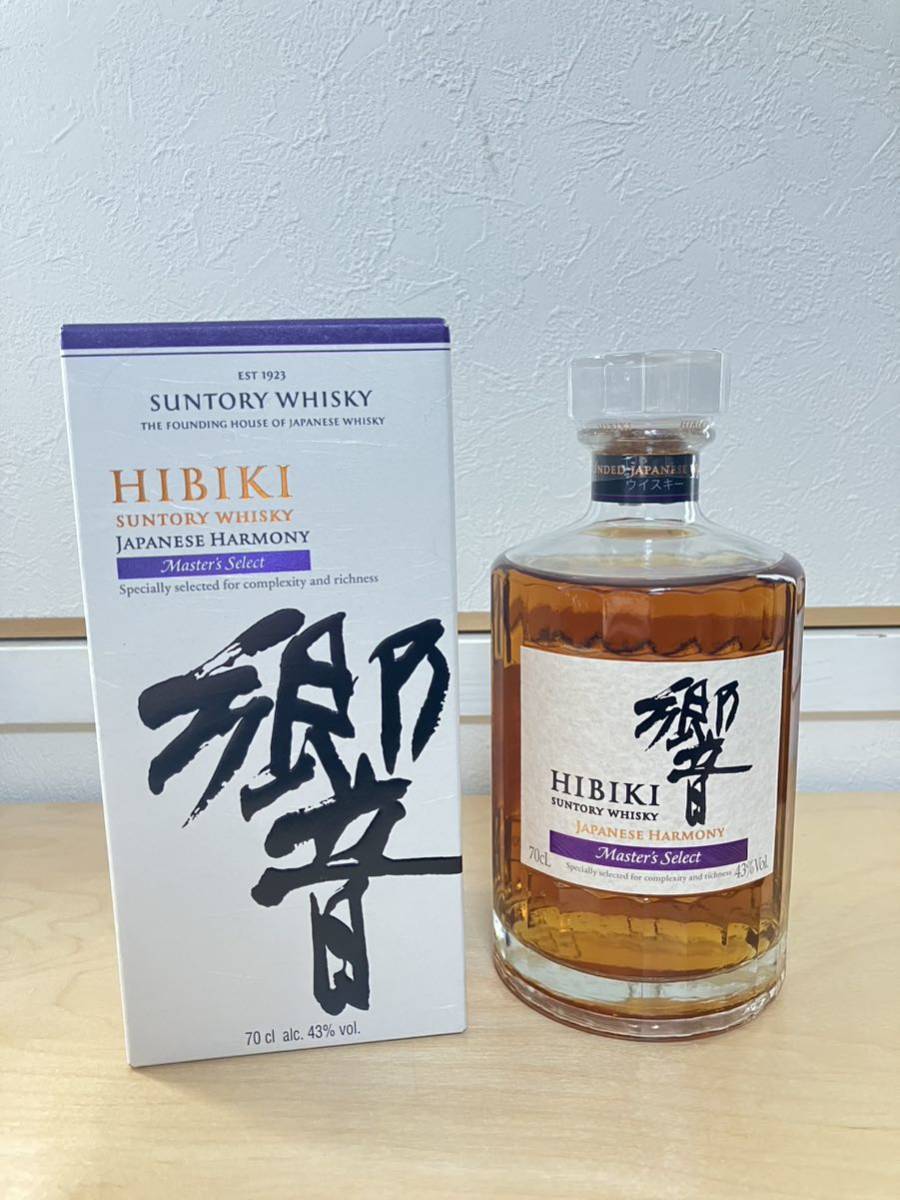 EST 1923
SUNTORY WHISKY
THE FOUNDING HOUSE OF JAPANESE WHISKY
HIBIKI
SUNTORY WHISKY
JAPANESE HARMONY
Master's Select
Specially selected for complexity and richness
響
70 cl alc. 43% vol.
JAPANESE
ウイスキー
響
HIBIKI
SUNTORY WHISKY
JAPANESE HARMONY
Master's Select
70cL Specially selected for complexity and richness 43%Vol.